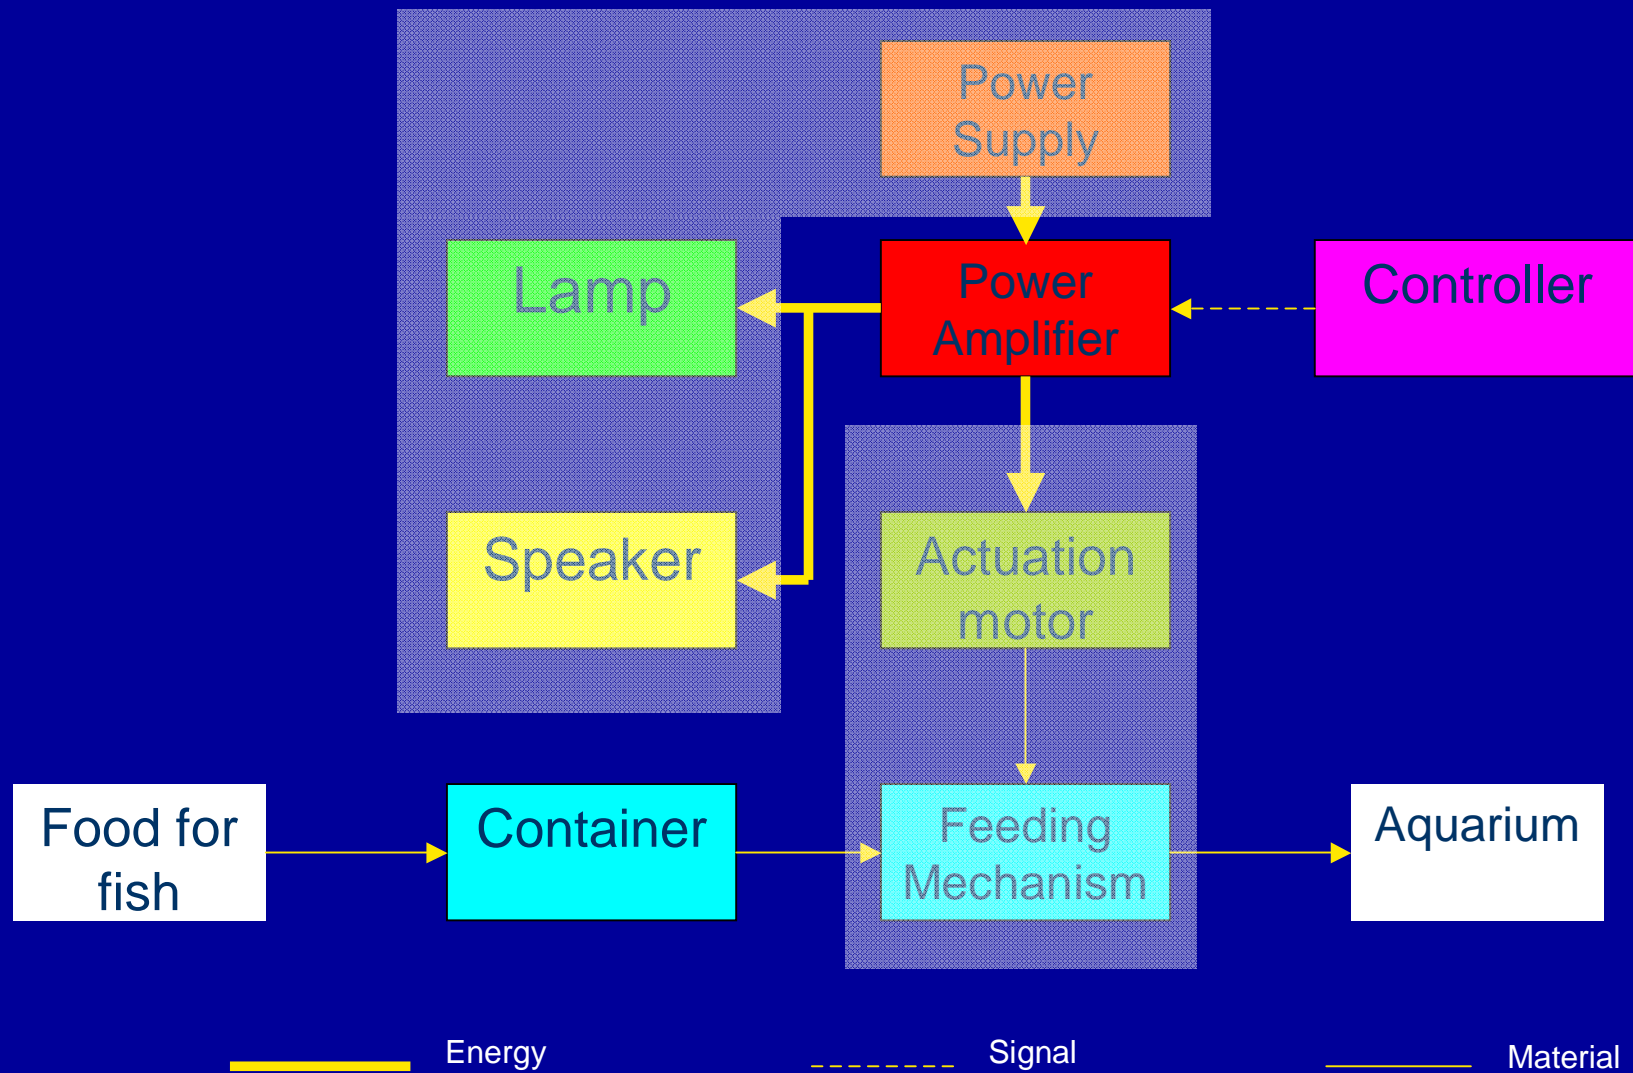 Power
Supply
Lamp
Power
Amplifier
Controller
Speaker
Actuation
motor
Food for
fish
Container
Feeding
Mechanism
Aquarium
Energy
Signal
Material